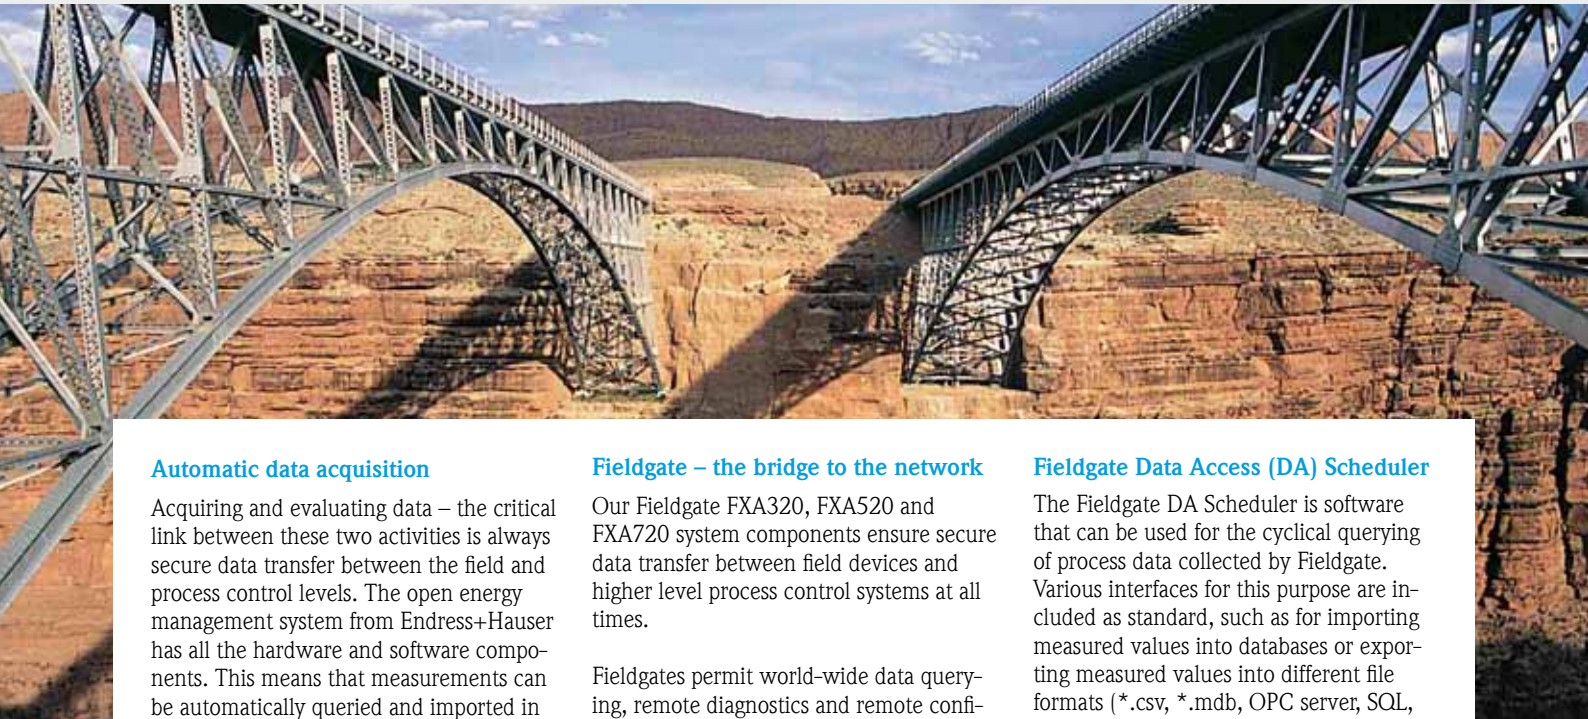 Automatic data acquisition
Acquiring and evaluating data – the critical
link between these two activities is always
secure data transfer between the field and
process control levels. The open energy
management system from Endress+Hauser
has all the hardware and software compo-
nents. This means that measurements can
be automatically queried and imported in
Fieldgate – the bridge to the network
Our Fieldgate FXA320, FXA520 and
FXA720 system components ensure secure
data transfer between field devices and
higher level process control systems at all
times.
Fieldgates permit world-wide data query-
ing, remote diagnostics and remote confi-
Fieldgate Data Access (DA) Scheduler
The Fieldgate DA Scheduler is software
that can be used for the cyclical querying
of process data collected by Fieldgate.
Various interfaces for this purpose are in-
cluded as standard, such as for importing
measured values into databases or expor-
ting measured values into different file
formats (*.csv, *.mdb, OPC server, SQL,